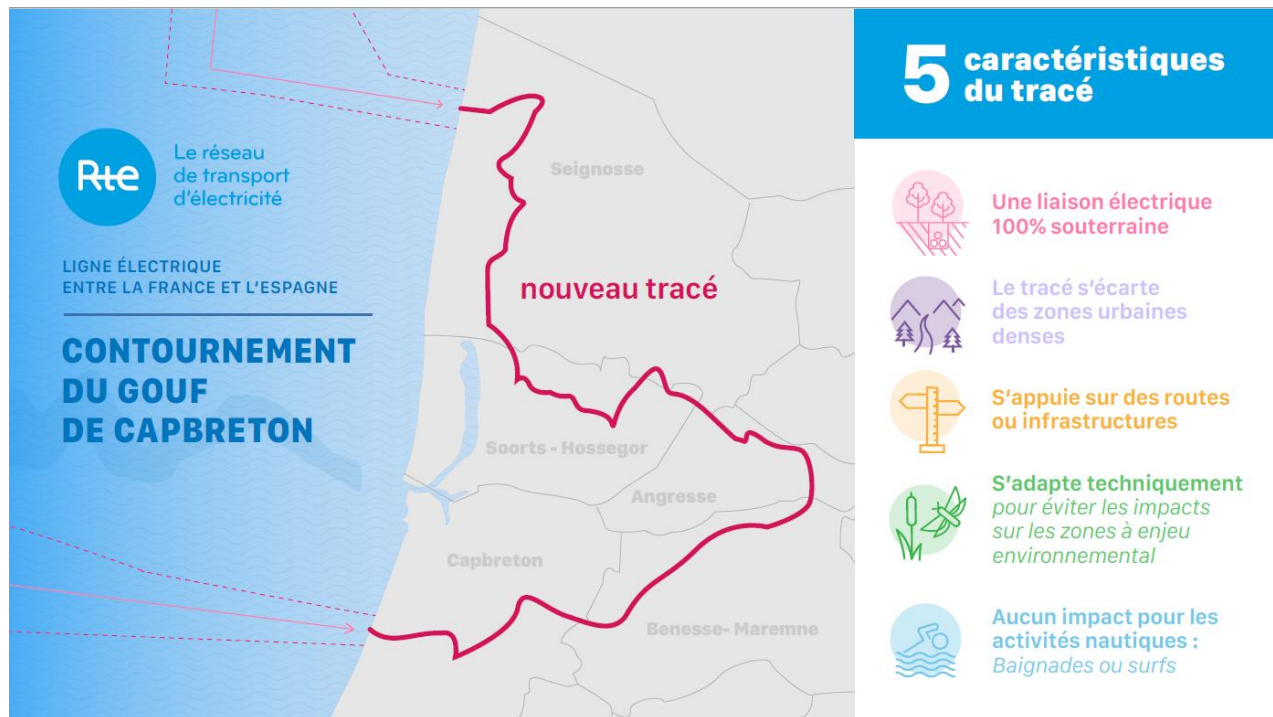 Rte
Le réseau
de transport
d'électricité
LIGNE ÉLECTRIQUE
ENTRE LA FRANCE ET L'ESPAGNE
CONTOURNEMENT
DU GOUF
DE CAPBRETON
Seignosse
nouveau tracé
Soorts - Hossegor
Angresse
Capbreton
Benesse- Maremne
5 caractéristiques
du tracé
Une liaison électrique
100% souterraine
Le tracé s'écarte
des zones urbaines
denses
S'appuie sur des routes
ou infrastructures
S'adapte techniquement
pour éviter les impacts
sur les zones à enjeu
environnemental
Aucun impact pour les
activités nautiques :
Baignades ou surfs